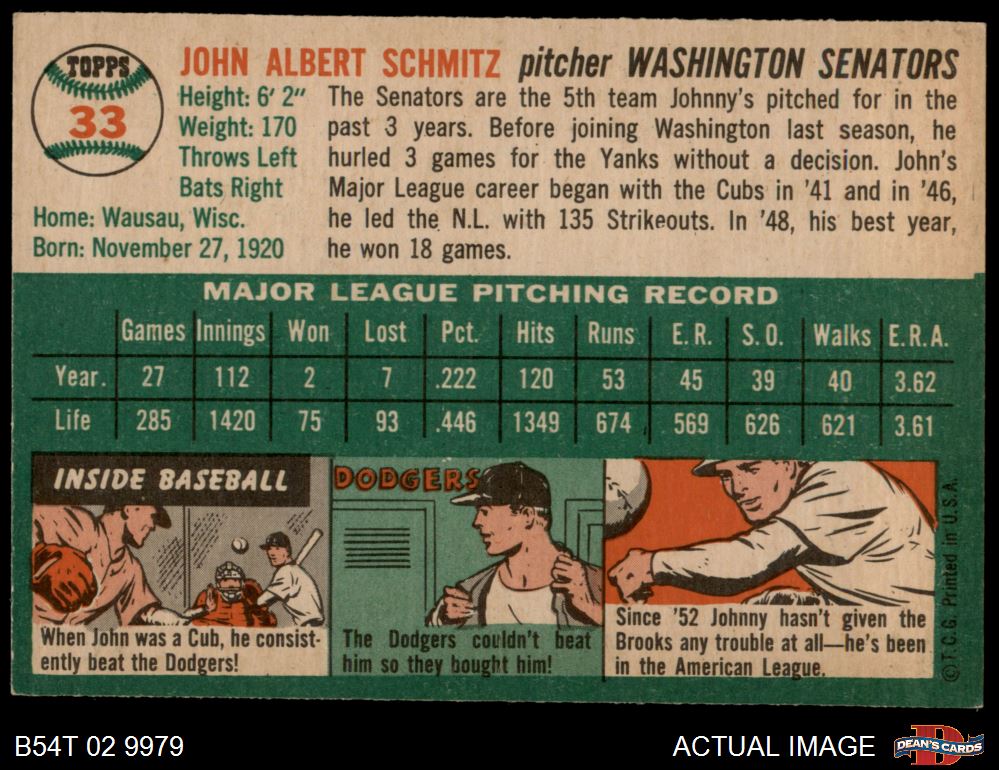 TOPPS
33
JOHN ALBERT SCHMITZ pitcher WASHINGTON SENATORS
Height: 6' 2"
Weight: 170
Throws Left
Bats Right
Home: Wausau, Wisc.
Born: November 27, 1920
The Senators are the 5th team Johnny's pitched for in the
past 3 years. Before joining Washington last season, he
hurled 3 games for the Yanks without a decision. John's
Major League career began with the Cubs in '41 and in '46,
he led the N.L. with 135 Strikeouts. In '48, his best year,
he won 18 games.
MAJOR LEAGUE PITCHING RECORD
Games Innings Won Lost Pct. Hits Runs E.R. S.O. Walks E.R.A.
Year. 27 112 2 7 .222 120 53 45 39 40 3.62
Life 285 1420 75 93 .446 1349 674 569 626 621 3.61
INSIDE BASEBALL
When John was a Cub, he consist-
ently beat the Dodgers!
DODGERS
The Dodgers couldn't beat
him so they bought him!
Since '52 Johnny hasn't given the
Brooks any trouble at all—he's been
in the American League.
© T.C.G. Printed in U.S.A.
B54T 02 9979
ACTUAL IMAGE
D
DEAN'S CARDS